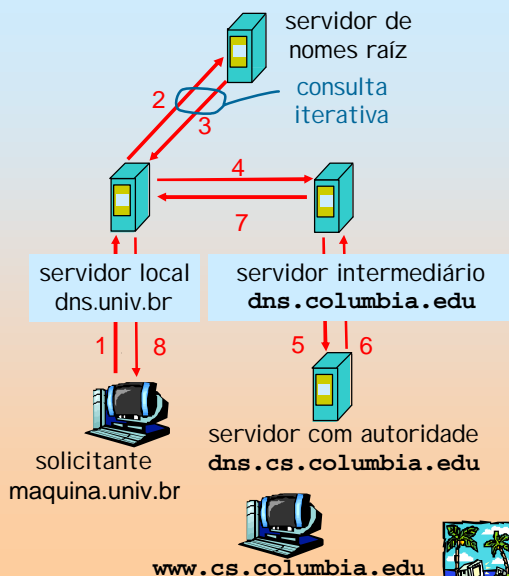 servidor de
nomes raíz
consulta
iterativa
2
3
4
7
servidor local
dns.univ.br
servidor intermediário
dns.columbia.edu
1
8
5
6
solicitante
maquina.univ.br
servidor com autoridade
dns.cs.columbia.edu
www.cs.columbia.edu